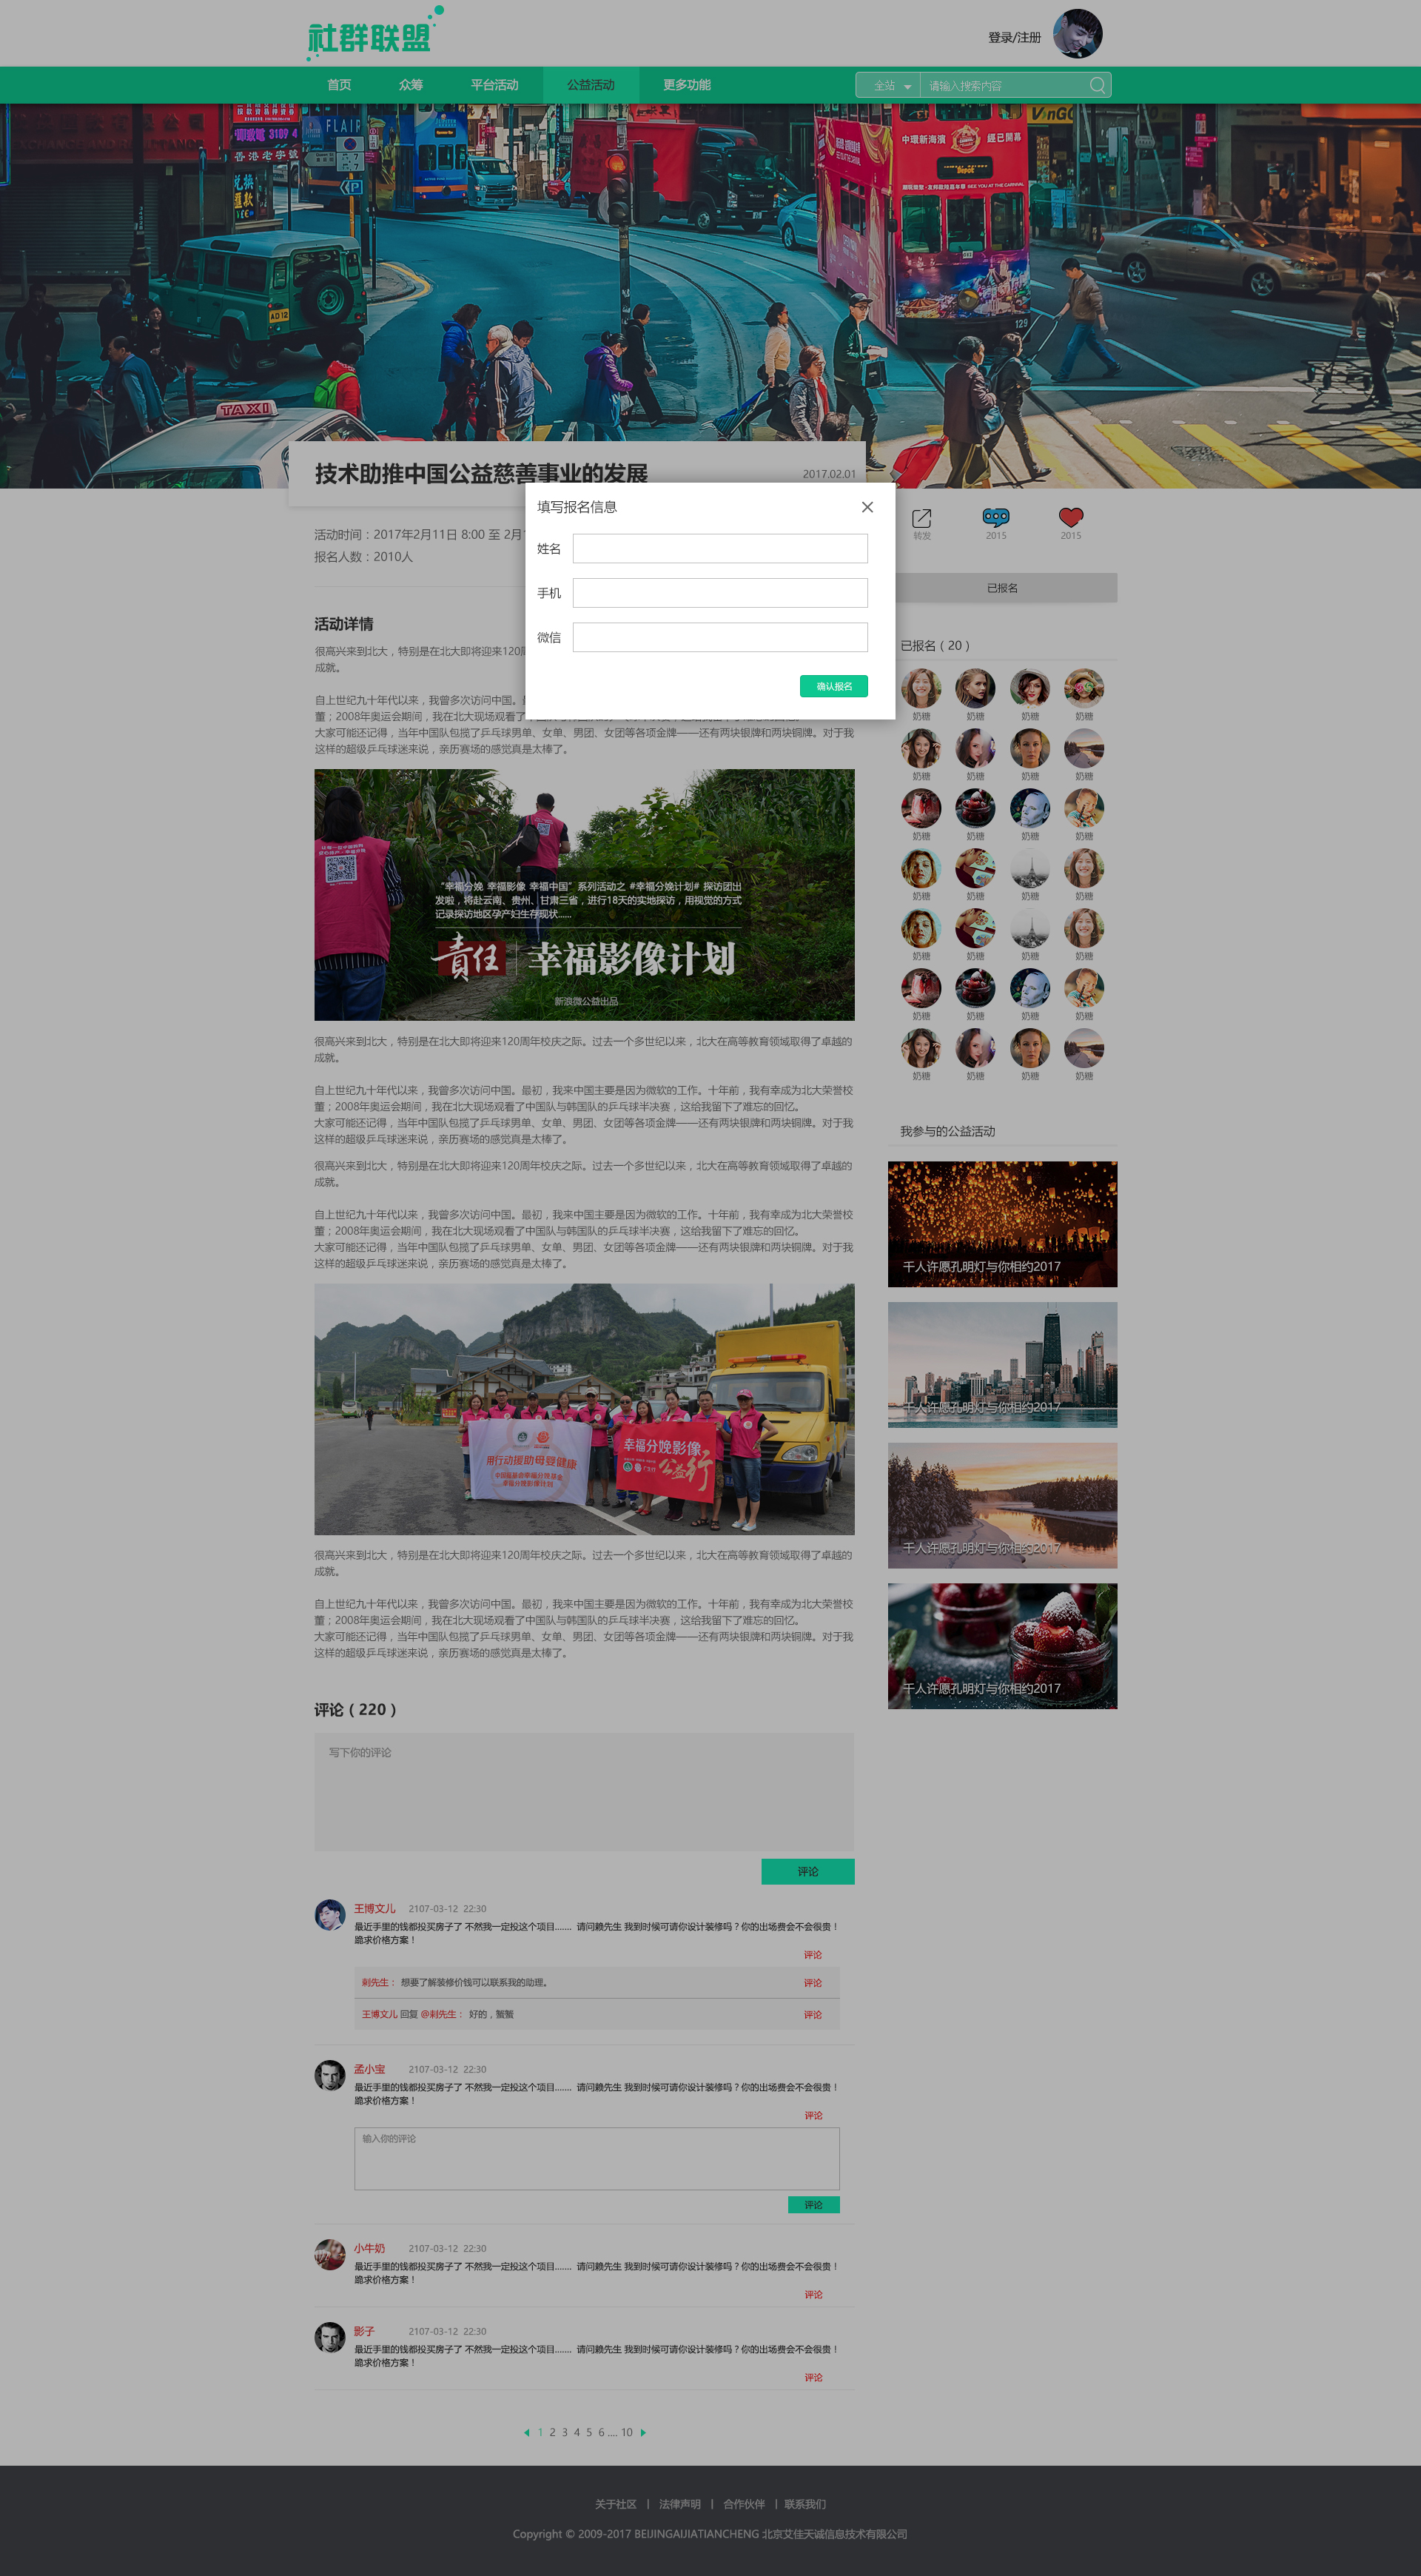 社群联盟
登录/注册
首页
众筹
平台活动
公益活动
更多功能
全站
请输入搜索内容
FLAIR
3189 4
香港老字號
P
AD 12
中環新海濱
經已開幕
Depot
SEE YOU AT THE CARNIVAL
129
VANGO
TAXI
技术助推中国公益慈善事业的发展
2017.02.01
填写报名信息
姓名
手机
微信
确认报名
活动时间：2017年2月11日 8:00 至 2月1
报名人数：2010人
转发
2015
2015
已报名
活动详情
很高兴来到北大，特别是在北大即将迎来120周
成就。
自上世纪九十年代以来，我曾多次访问中国。
董；2008年奥运会期间，我在北大现场观看了
大家可能还记得，当年中国队包揽了乒乓球男单、女单、男团、女团等各项金牌——还有两块银牌和两块铜牌。对于我
这样的超级乒乓球迷来说，亲历赛场的感觉真是太棒了。
“幸福分娩 幸福影像 幸福中国”系列活动之 #幸福分娩计划# 探访团出
发啦，将赴云南、贵州、甘肃三省，进行18天的实地探访，用视觉的方式
记录探访地区孕产妇生存现状......
责任 幸福影像计划
新浪微公益出品
很高兴来到北大，特别是在北大即将迎来120周年校庆之际。过去一个多世纪以来，北大在高等教育领域取得了卓越的
成就。
自上世纪九十年代以来，我曾多次访问中国。最初，我来中国主要是因为微软的工作。十年前，我有幸成为北大荣誉校
董；2008年奥运会期间，我在北大现场观看了中国队与韩国队的乒乓球半决赛，这给我留下了难忘的回忆。
大家可能还记得，当年中国队包揽了乒乓球男单、女单、男团、女团等各项金牌——还有两块银牌和两块铜牌。对于我
这样的超级乒乓球迷来说，亲历赛场的感觉真是太棒了。
很高兴来到北大，特别是在北大即将迎来120周年校庆之际。过去一个多世纪以来，北大在高等教育领域取得了卓越的
成就。
自上世纪九十年代以来，我曾多次访问中国。最初，我来中国主要是因为微软的工作。十年前，我有幸成为北大荣誉校
董；2008年奥运会期间，我在北大现场观看了中国队与韩国队的乒乓球半决赛，这给我留下了难忘的回忆。
大家可能还记得，当年中国队包揽了乒乓球男单、女单、男团、女团等各项金牌——还有两块银牌和两块铜牌。对于我
这样的超级乒乓球迷来说，亲历赛场的感觉真是太棒了。
用行动援助母婴健康
幸福分娩影像计划
幸福分娩影像
公益行
很高兴来到北大，特别是在北大即将迎来120周年校庆之际。过去一个多世纪以来，北大在高等教育领域取得了卓越的
成就。
自上世纪九十年代以来，我曾多次访问中国。最初，我来中国主要是因为微软的工作。十年前，我有幸成为北大荣誉校
董；2008年奥运会期间，我在北大现场观看了中国队与韩国队的乒乓球半决赛，这给我留下了难忘的回忆。
大家可能还记得，当年中国队包揽了乒乓球男单、女单、男团、女团等各项金牌——还有两块银牌和两块铜牌。对于我
这样的超级乒乓球迷来说，亲历赛场的感觉真是太棒了。
已报名（20）
奶糖 奶糖 奶糖 奶糖
奶糖 奶糖 奶糖 奶糖
奶糖 奶糖 奶糖 奶糖
奶糖 奶糖 奶糖 奶糖
奶糖 奶糖 奶糖 奶糖
奶糖 奶糖 奶糖 奶糖
奶糖 奶糖 奶糖 奶糖
我参与的公益活动
千人许愿孔明灯与你相约2017
千人许愿孔明灯与你相约2017
千人许愿孔明灯与你相约2017
千人许愿孔明灯与你相约2017
评论（220）
写下你的评论
评论
王博文儿 2107-03-12 22:30
最近手里的钱都投买房子了 不然我一定投这个项目....... 请问赖先生 我到时候可请你设计装修吗？你的出场费会不会很贵！
跪求价格方案！
评论
剌先生： 想要了解装修价钱可以联系我的助理。 评论
王博文儿 回复 @剌先生： 好的，蟹蟹 评论
孟小宝 2107-03-12 22:30
最近手里的钱都投买房子了 不然我一定投这个项目....... 请问赖先生 我到时候可请你设计装修吗？你的出场费会不会很贵！
跪求价格方案！
评论
输入你的评论
评论
小牛奶 2107-03-12 22:30
最近手里的钱都投买房子了 不然我一定投这个项目....... 请问赖先生 我到时候可请你设计装修吗？你的出场费会不会很贵！
跪求价格方案！
评论
影子 2107-03-12 22:30
最近手里的钱都投买房子了 不然我一定投这个项目....... 请问赖先生 我到时候可请你设计装修吗？你的出场费会不会很贵！
跪求价格方案！
评论
1 2 3 4 5 6 .... 10
关于社区 | 法律声明 | 合作伙伴 | 联系我们
Copyright © 2009-2017 BEIJINGAIJIATIANCHENG 北京艾佳天诚信息技术有限公司